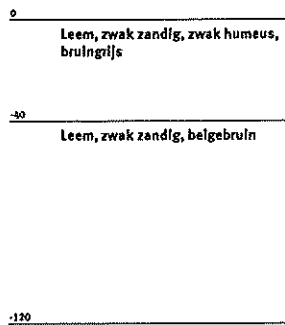 0
Leem, zwak zandig, zwak humeus,
bruingrijs
-40
Leem, zwak zandig, beigebruin
-120